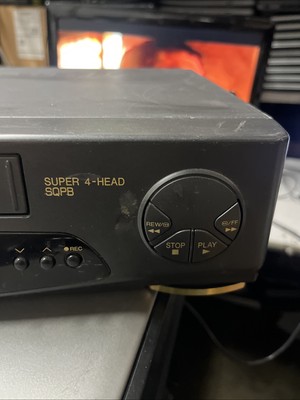 SUPER 4-HEAD
SQPB
REW/
FF
STOP
PLAY
REC